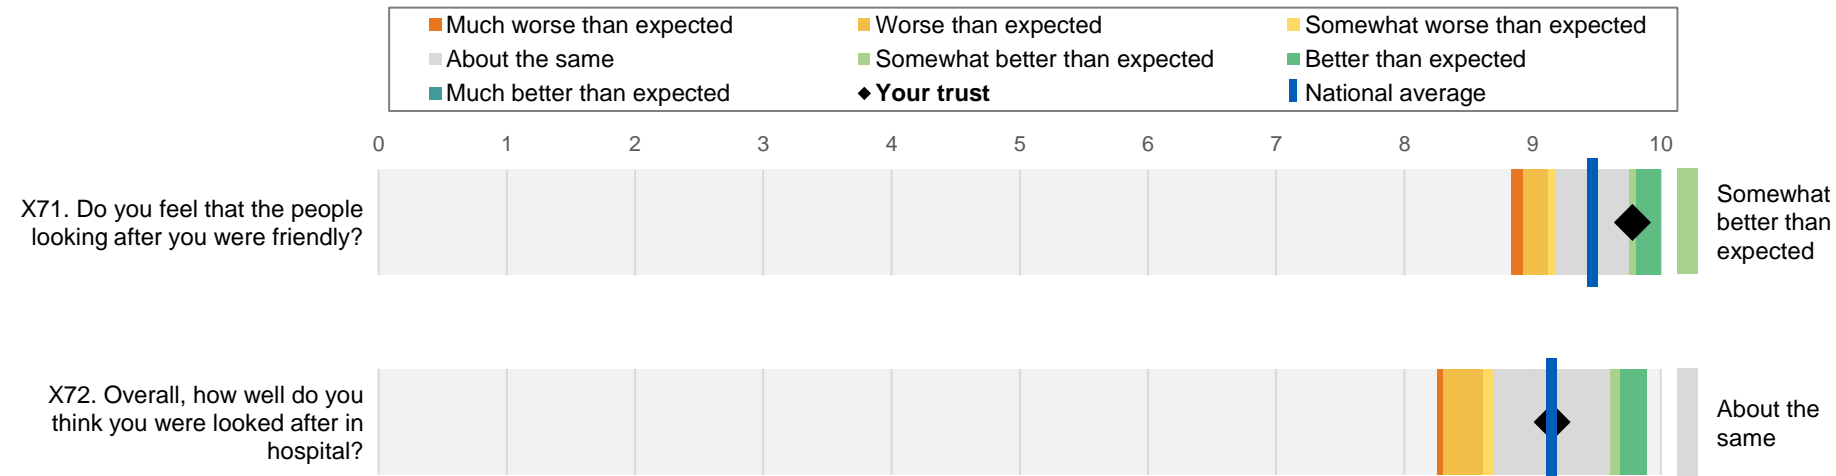 Much worse than expected
Worse than expected
Somewhat worse than expected
About the same
Somewhat better than expected
Better than expected
Much better than expected
Your trust
National average
0 1 2 3 4 5 6 7 8 9 10
X71. Do you feel that the people
looking after you were friendly?
Somewhat
better than
expected
X72. Overall, how well do you
think you were looked after in
hospital?
About the
same